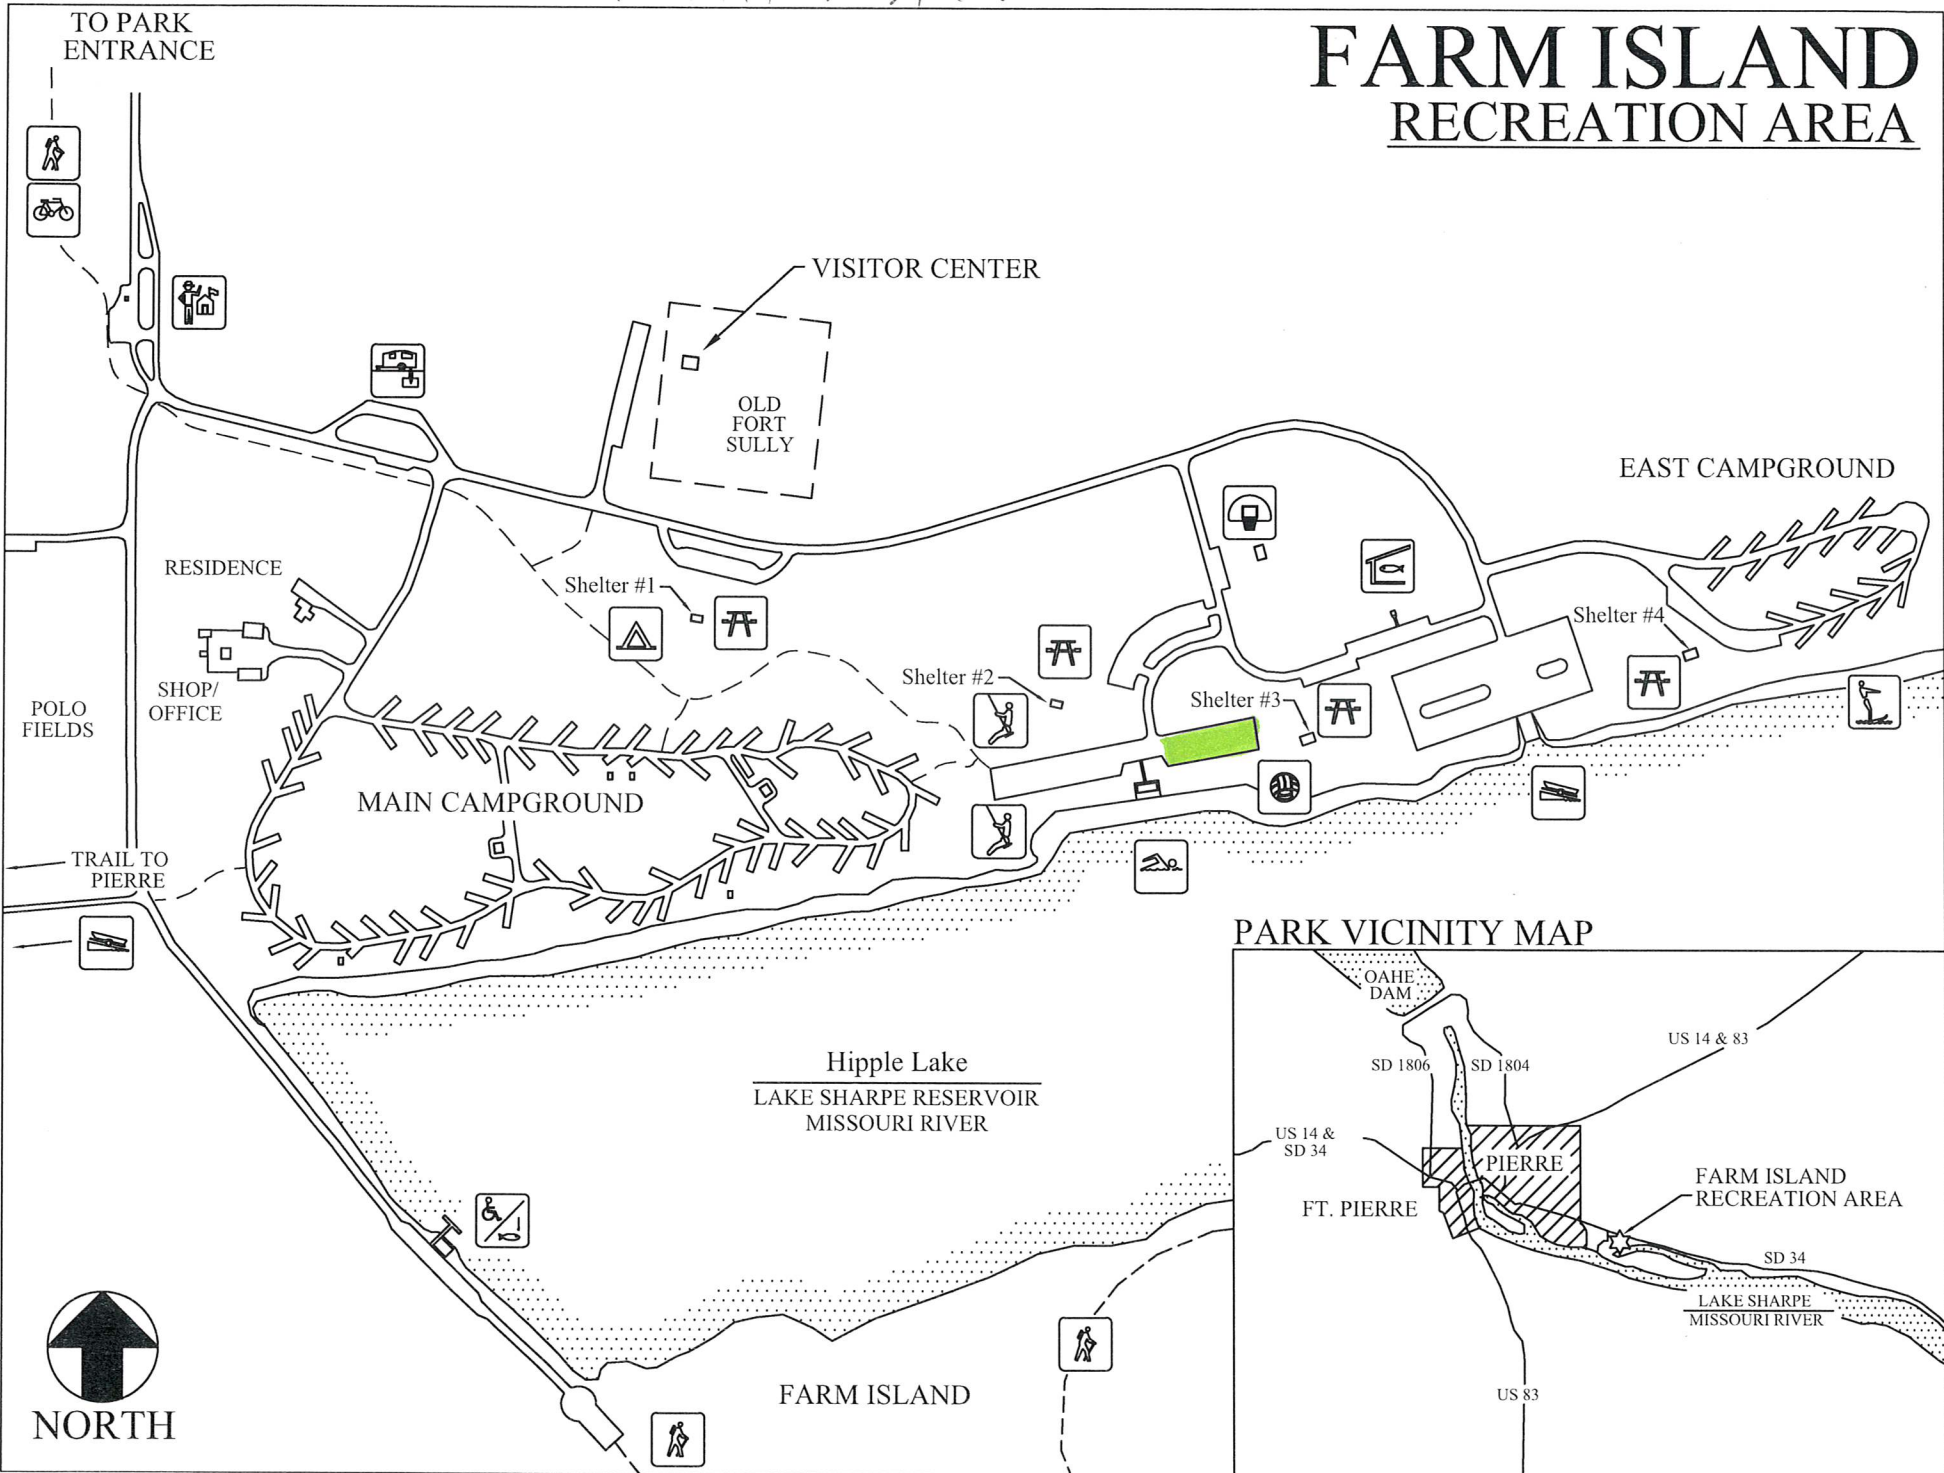 TO PARK
ENTRANCE
FARM ISLAND
RECREATION AREA
VISITOR CENTER
OLD
FORT
SULLY
EAST CAMPGROUND
RESIDENCE
Shelter #1
Shelter #4
SHOP/
OFFICE
Shelter #2
Shelter #3
POLO
FIELDS
MAIN CAMPGROUND
TRAIL TO
PIERRE
PARK VICINITY MAP
OAHE
DAM
US 14 & 83
SD 1806
SD 1804
Hipple Lake
LAKE SHARPE RESERVOIR
MISSOURI RIVER
US 14 &
SD 34
PIERRE
FARM ISLAND
RECREATION AREA
FT. PIERRE
SD 34
LAKE SHARPE
MISSOURI RIVER
US 83
FARM ISLAND
NORTH